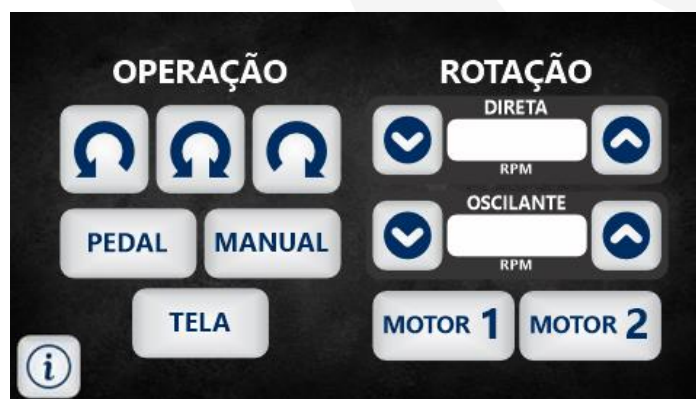 OPERAÇÃO
PEDAL
MANUAL
TELA
i
ROTAÇÃO
DIRETA
RPM
OSCILANTE
RPM
MOTOR 1
MOTOR 2